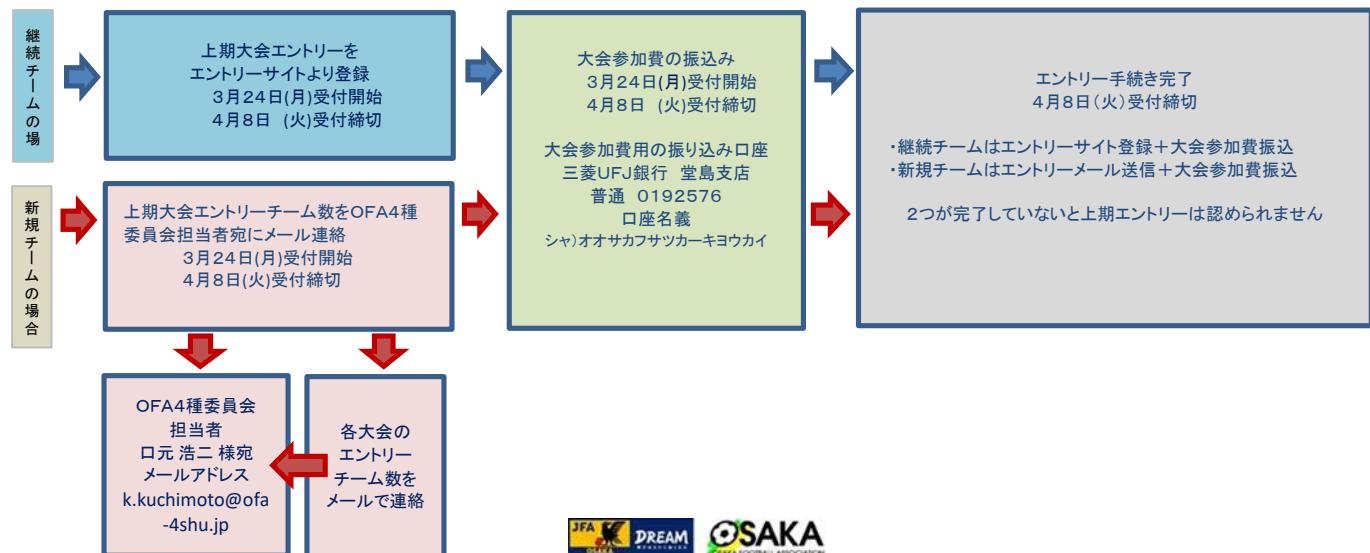 継続チームの場
上期大会エントリーを
エントリーサイトより登録
3月24日(月)受付開始
4月8日 (火)受付締切
大会参加費の振込み
3月24日(月)受付開始
4月8日 (火)受付締切
大会参加費用の振り込み口座
三菱UFJ銀行 堂島支店
普通 0192576
口座名義
シャ)オオサカフサツカーキヨウカイ
エントリー手続き完了
4月8日(火)受付締切
・継続チームはエントリーサイト登録+大会参加費振込
・新規チームはエントリーメール送信+大会参加費振込
2つが完了していないと上期エントリーは認められません
新規チームの場合
上期大会エントリーチーム数をOFA4種
委員会担当者宛にメール連絡
3月24日(月)受付開始
4月8日(火)受付締切
OFA4種委員会
担当者
口元 浩二 様宛
メールアドレス
k.kuchimoto@ofa
-4shu.jp
各大会の
エントリー
チーム数を
メールで連絡
JFA
DREAM
OSAKA
OSAKA FOOTBALL ASSOCIATION